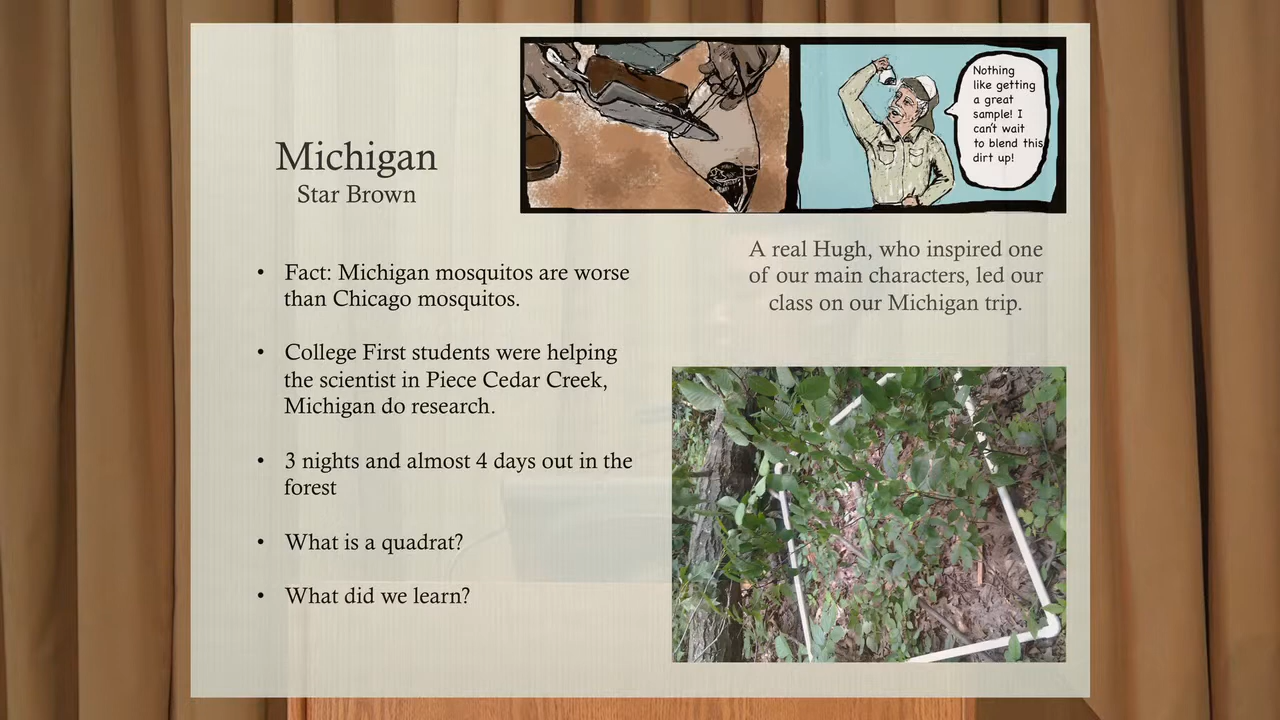 Michigan
Star Brown
Nothing
like getting
a great
sample! I
can't wait
to blend this
dirt up!
A real Hugh, who inspired one
of our main characters, led our
class on our Michigan trip.
• Fact: Michigan mosquitos are worse
than Chicago mosquitos.
• College First students were helping
the scientist in Piece Cedar Creek,
Michigan do research.
• 3 nights and almost 4 days out in the
forest
• What is a quadrat?
• What did we learn?